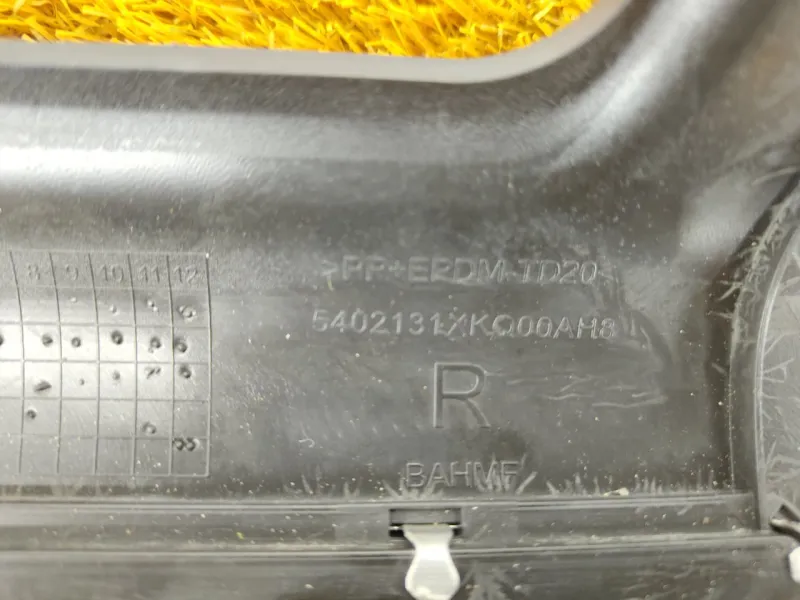 8 9 10 11 12
>PP+EPDM-TD20<
5402131XKQ00AH8
R
BAHMF